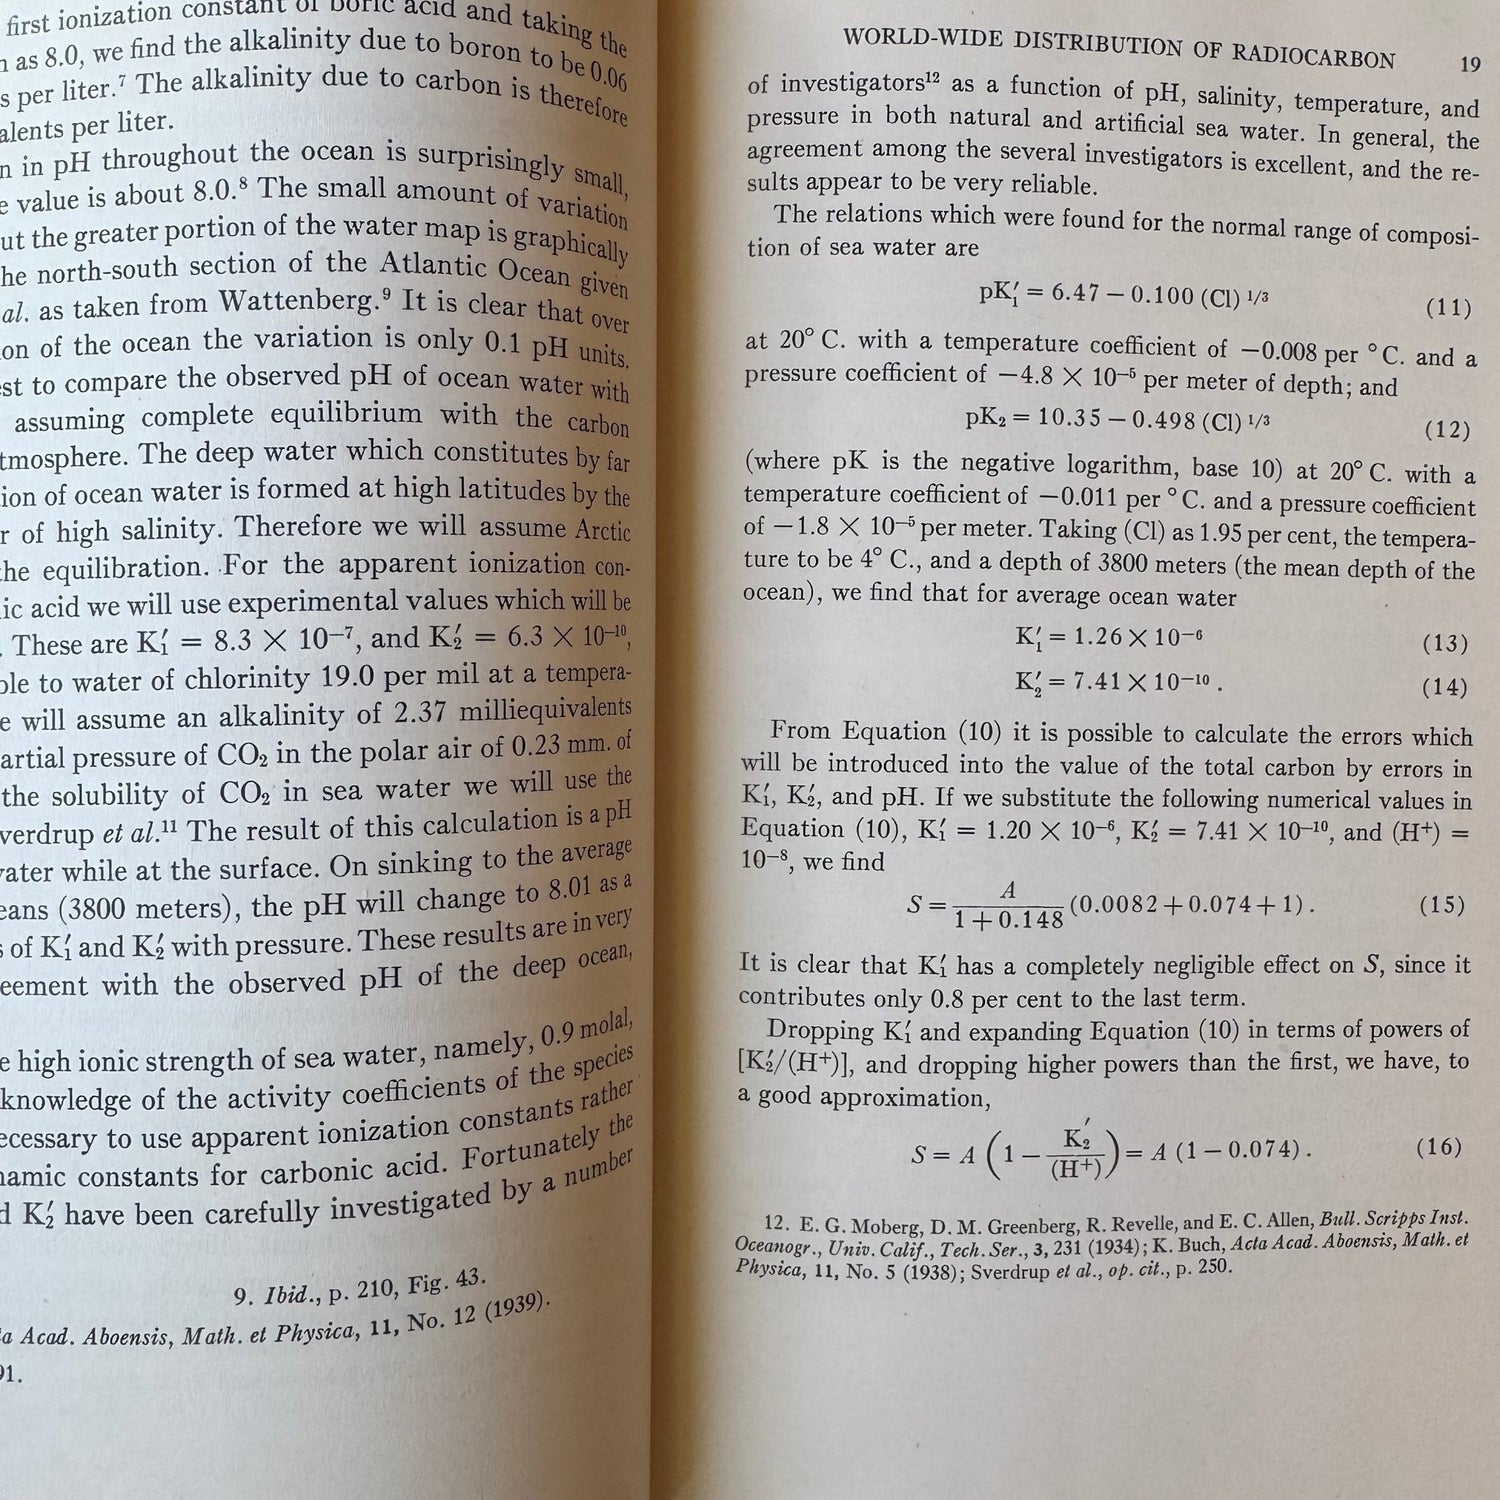 first ionization constant of boric acid and taking the
as 8.0, we find the alkalinity due to boron to be 0.06
s per liter.⁷ The alkalinity due to carbon is therefore
alents per liter.
n in pH throughout the ocean is surprisingly small,
e value is about 8.0.⁸ The small amount of variation
ut the greater portion of the water map is graphically
he north-south section of the Atlantic Ocean given
al. as taken from Wattenberg.⁹ It is clear that over
on of the ocean the variation is only 0.1 pH units.
est to compare the observed pH of ocean water with
assuming complete equilibrium with the carbon
tmosphere. The deep water which constitutes by far
ion of ocean water is formed at high latitudes by the
r of high salinity. Therefore we will assume Arctic
he equilibration. For the apparent ionization con-
ic acid we will use experimental values which will be
. These are K′₁ = 8.3 × 10⁻⁷, and K′₂ = 6.3 × 10⁻¹⁰,
ble to water of chlorinity 19.0 per mil at a tempera-
e will assume an alkalinity of 2.37 milliequivalents
artial pressure of CO₂ in the polar air of 0.23 mm. of
the solubility of CO₂ in sea water we will use the
verdrup et al.¹¹ The result of this calculation is a pH
vater while at the surface. On sinking to the average
eans (3800 meters), the pH will change to 8.01 as a
s of K′₁ and K′₂ with pressure. These results are in very
eement with the observed pH of the deep ocean,
e high ionic strength of sea water, namely, 0.9 molal,
knowledge of the activity coefficients of the species
ecessary to use apparent ionization constants rather
namic constants for carbonic acid. Fortunately the
d K′₂ have been carefully investigated by a number
9. Ibid., p. 210, Fig. 43.
a Acad. Aboensis, Math. et Physica, 11, No. 12 (1939).
91.
WORLD-WIDE DISTRIBUTION OF RADIOCARBON 19
of investigators¹² as a function of pH, salinity, temperature, and
pressure in both natural and artificial sea water. In general, the
agreement among the several investigators is excellent, and the re-
sults appear to be very reliable.
The relations which were found for the normal range of composi-
tion of sea water are
pK′₁ = 6.47 – 0.100 (Cl) 1/3 (11)
at 20° C. with a temperature coefficient of –0.008 per °C. and a
pressure coefficient of –4.8 × 10⁻⁵ per meter of depth; and
pK₂ = 10.35 – 0.498 (Cl) 1/3 (12)
(where pK is the negative logarithm, base 10) at 20° C. with a
temperature coefficient of –0.011 per °C. and a pressure coefficient
of –1.8 × 10⁻⁵ per meter. Taking (Cl) as 1.95 per cent, the tempera-
ture to be 4° C., and a depth of 3800 meters (the mean depth of the
ocean), we find that for average ocean water
K′₁ = 1.26 × 10⁻⁶ (13)
K′₂ = 7.41 × 10⁻¹⁰ . (14)
From Equation (10) it is possible to calculate the errors which
will be introduced into the value of the total carbon by errors in
K′₁, K′₂, and pH. If we substitute the following numerical values in
Equation (10), K′₁ = 1.20 × 10⁻⁶, K′₂ = 7.41 × 10⁻¹⁰, and (H⁺) =
10⁻⁸, we find
S = A / 1 + 0.148 (0.0082 + 0.074 + 1) . (15)
It is clear that K′₁ has a completely negligible effect on S, since it
contributes only 0.8 per cent to the last term.
Dropping K′₁ and expanding Equation (10) in terms of powers of
[K′₂/(H⁺)], and dropping higher powers than the first, we have, to
a good approximation,
S = A (1 – K′₂ / (H⁺)) = A (1 – 0.074) . (16)
12. E. G. Moberg, D. M. Greenberg, R. Revelle, and E. C. Allen, Bull. Scripps Inst.
Oceanogr., Univ. Calif., Tech. Ser., 3, 231 (1934); K. Buch, Acta Acad. Aboensis, Math. et
Physica, 11, No. 5 (1938); Sverdrup et al., op. cit., p. 250.